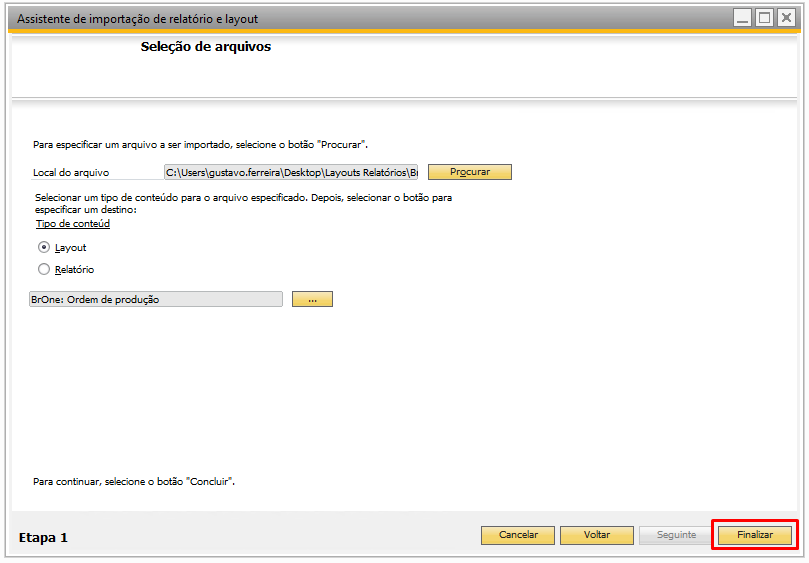 Assistente de importação de relatório e layout
Seleção de arquivos
Para especificar um arquivo a ser importado, selecione o botão "Procurar".
Local do arquivo C:\Users\gustavo.ferreira\Desktop\Layouts Relatórios\B Procurar
Selecionar um tipo de conteúdo para o arquivo especificado. Depois, selecionar o botão para
especificar um destino:
Tipo de conteúd
Layout
Relatório
BrOne: Ordem de produção ...
Para continuar, selecione o botão "Concluir".
Etapa 1 Cancelar Voltar Seguinte Finalizar